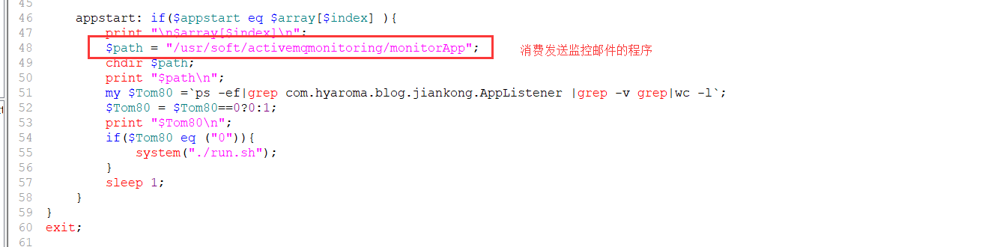 45
46 appstart: if($appstart eq $array[$index] ){
47 print "\n$array[$index]\n";
48 $path = "/usr/soft/activemqmonitoring/monitorApp"; 消费发送监控邮件的程序
49 chdir $path;
50 print "$path\n";
51 my $Tom80 =`ps -ef|grep com.hyaroma.blog.jiankong.AppListener |grep -v grep|wc -l`;
52 $Tom80 = $Tom80==0?0:1;
53 print "$Tom80\n";
54 if($Tom80 eq ("0")){
55 system("./run.sh");
56 }
57 sleep 1;
58 }
59 }
60 exit;
61